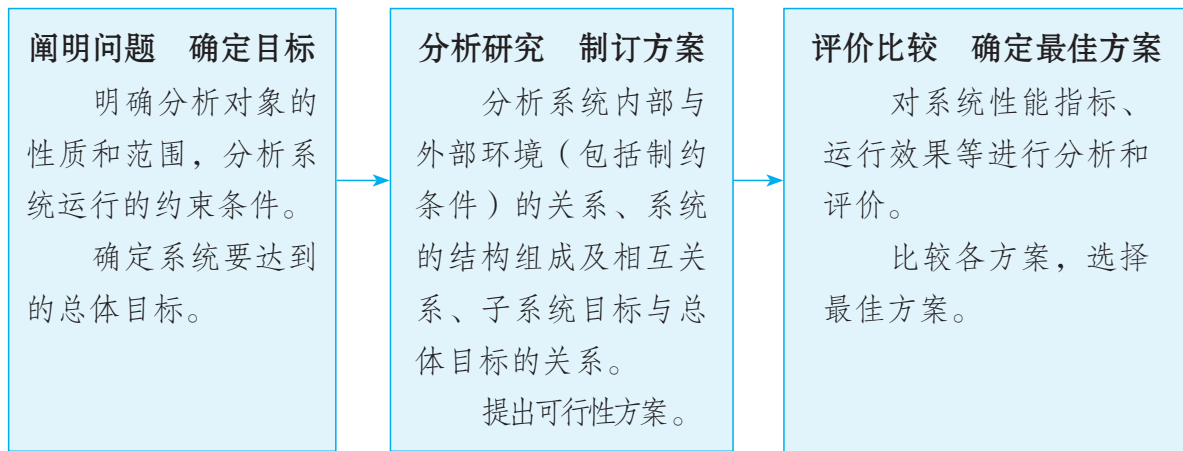 阐明问题　确定目标
明确分析对象的
性质和范围，分析系
统运行的约束条件。
确定系统要达到
的总体目标。
分析研究　制订方案
分析系统内部与
外部环境（包括制约
条件）的关系、系统
的结构组成及相互关
系、子系统目标与总
体目标的关系。
提出可行性方案。
评价比较　确定最佳方案
对系统性能指标、
运行效果等进行分析和
评价。
比较各方案，选择
最佳方案。